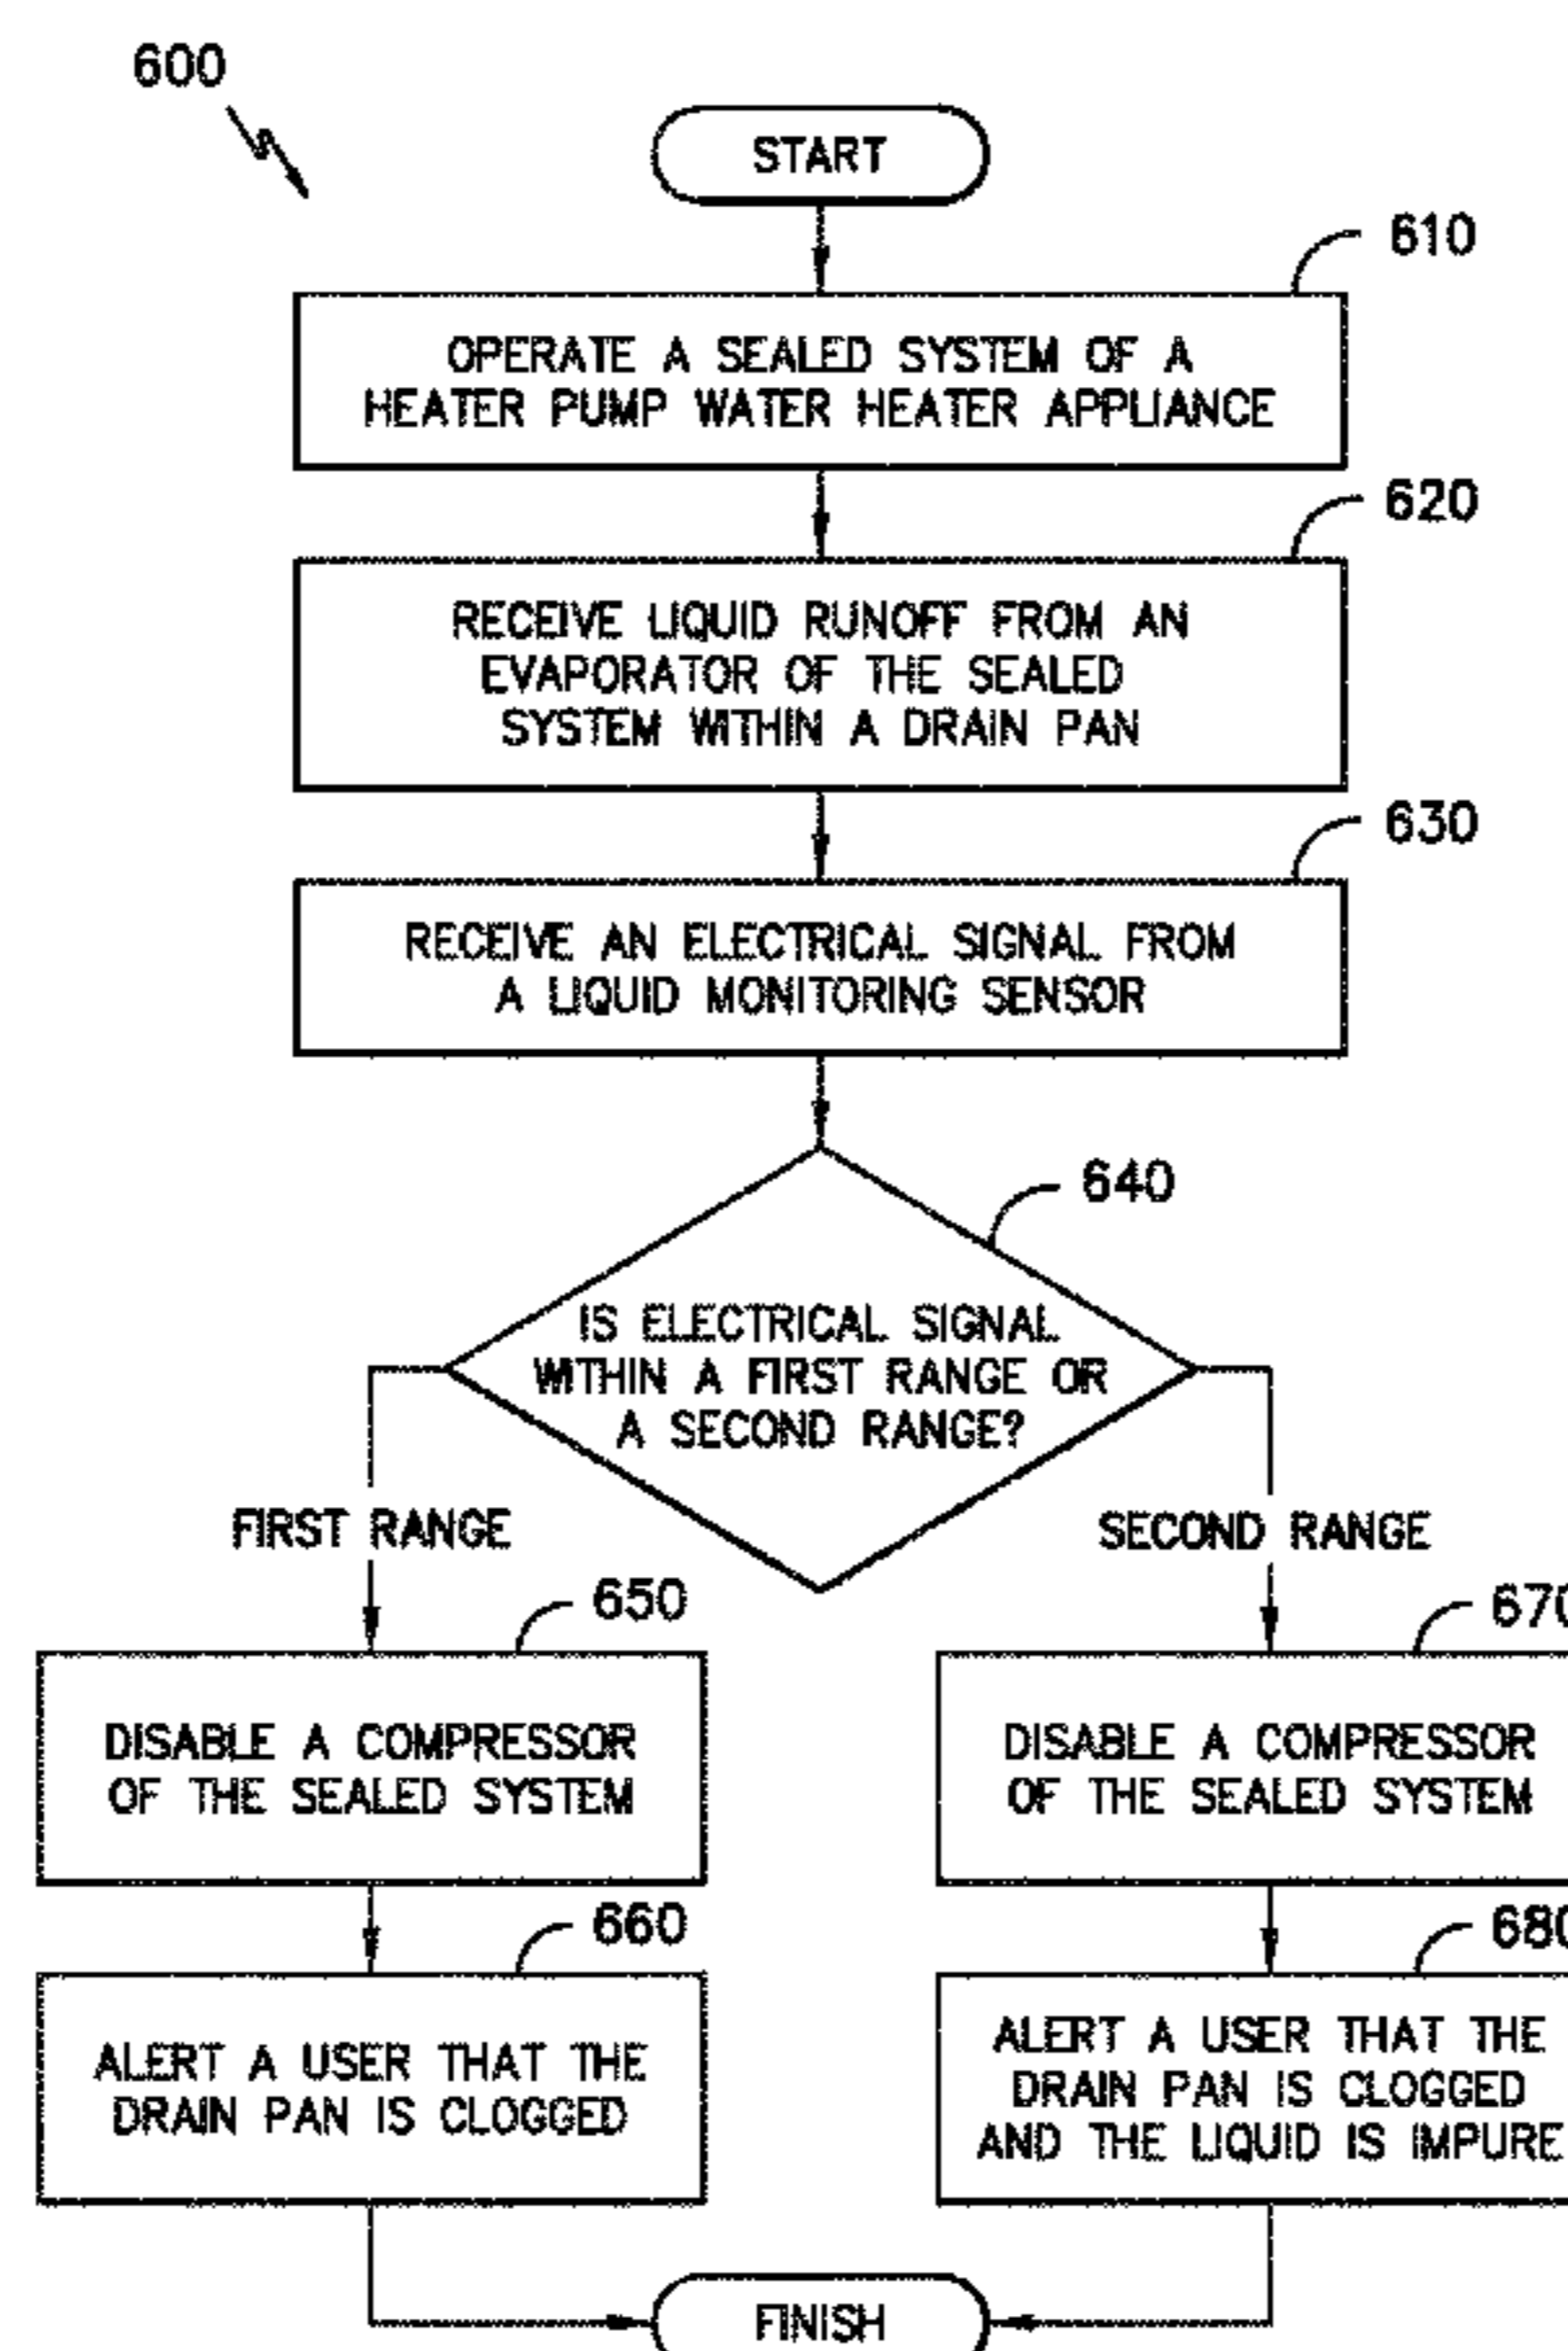 600
START
610
OPERATE A SEALED SYSTEM OF A
HEATER PUMP WATER HEATER APPLIANCE
620
RECEIVE LIQUID RUNOFF FROM AN
EVAPORATOR OF THE SEALED
SYSTEM WITHIN A DRAIN PAN
630
RECEIVE AN ELECTRICAL SIGNAL FROM
A LIQUID MONITORING SENSOR
640
IS ELECTRICAL SIGNAL
WITHIN A FIRST RANGE OR
A SECOND RANGE?
FIRST RANGE
SECOND RANGE
650
DISABLE A COMPRESSOR
OF THE SEALED SYSTEM
670
DISABLE A COMPRESSOR
OF THE SEALED SYSTEM
660
ALERT A USER THAT THE
DRAIN PAN IS CLOGGED
680
ALERT A USER THAT THE
DRAIN PAN IS CLOGGED
AND THE LIQUID IS IMPURE
FINISH